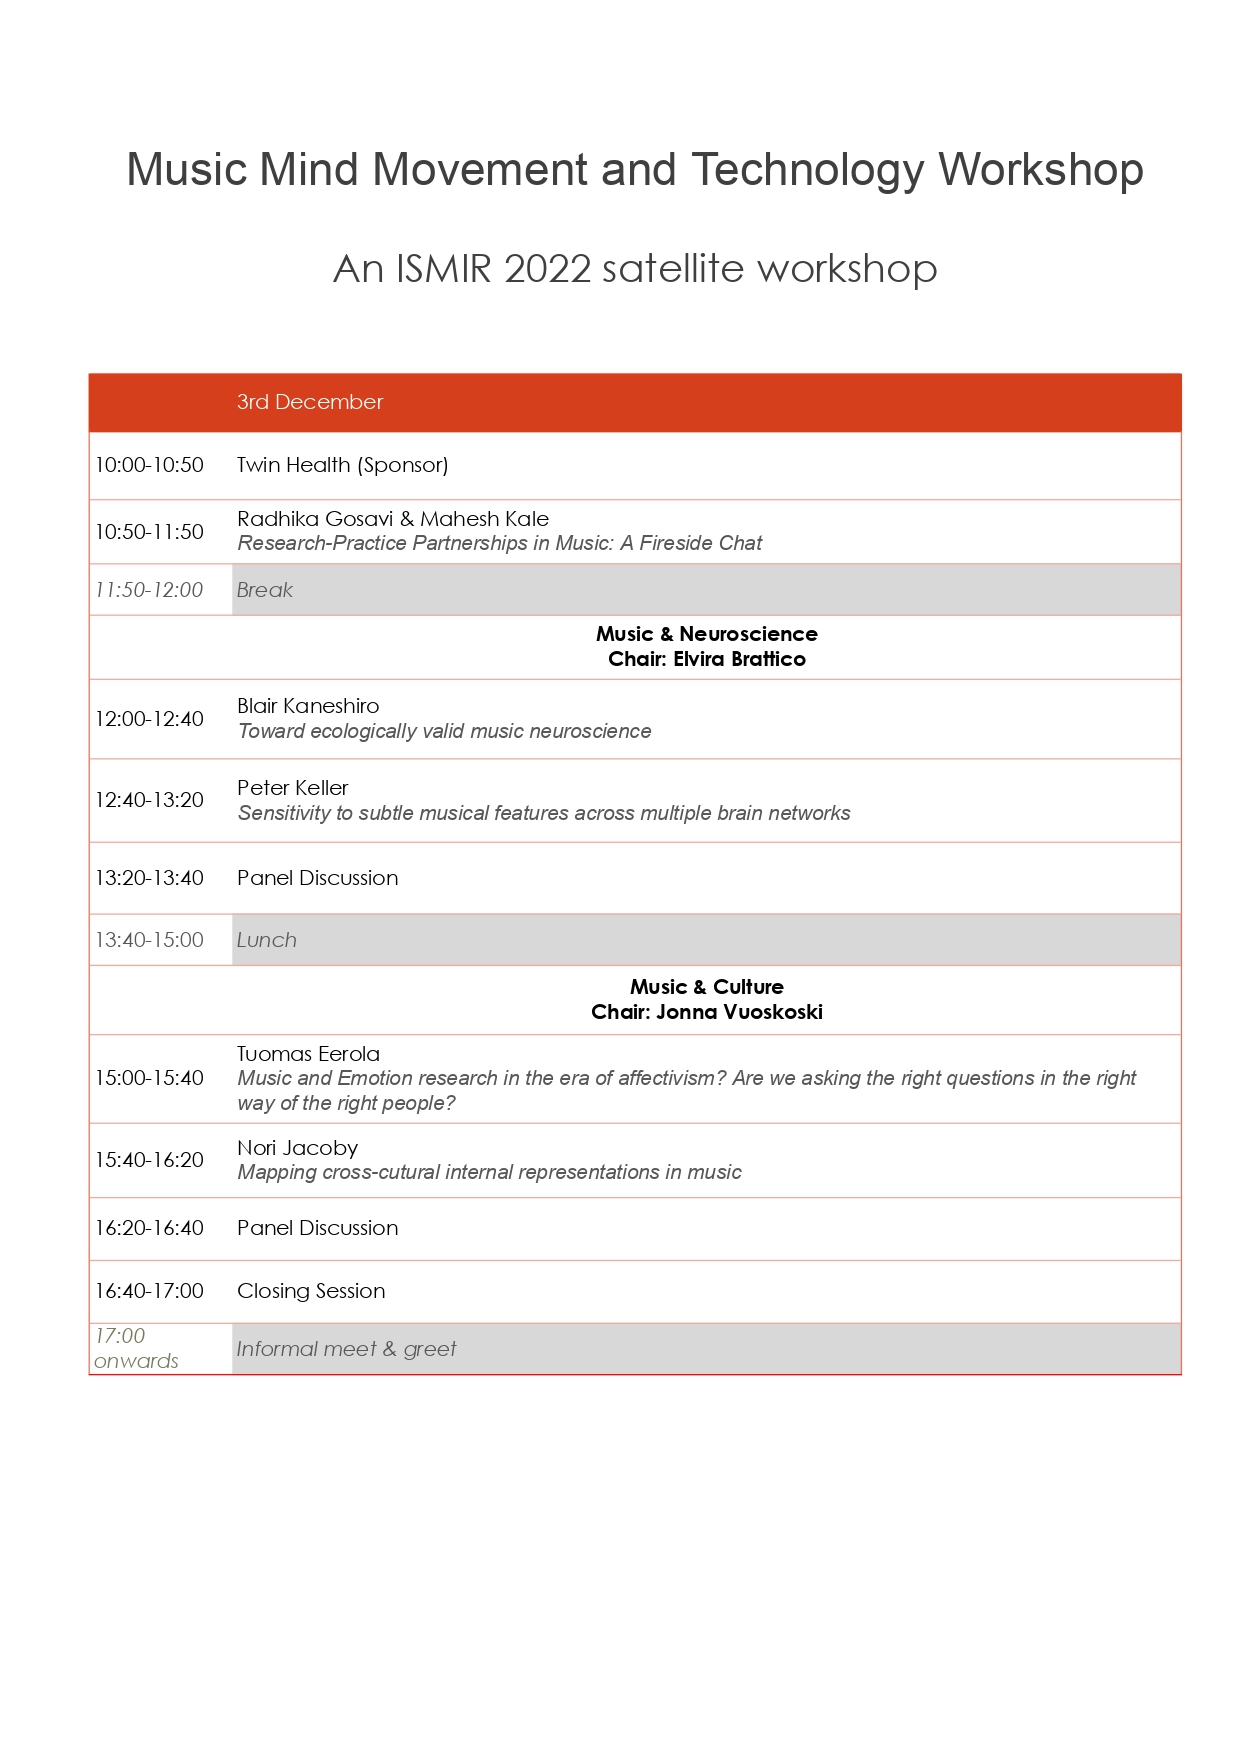 Music Mind Movement and Technology Workshop
An ISMIR 2022 satellite workshop
3rd December
10:00-10:50 Twin Health (Sponsor)
10:50-11:50 Radhika Gosavi & Mahesh Kale
Research-Practice Partnerships in Music: A Fireside Chat
11:50-12:00 Break
Music & Neuroscience
Chair: Elvira Brattico
12:00-12:40 Blair Kaneshiro
Toward ecologically valid music neuroscience
12:40-13:20 Peter Keller
Sensitivity to subtle musical features across multiple brain networks
13:20-13:40 Panel Discussion
13:40-15:00 Lunch
Music & Culture
Chair: Jonna Vuoskoski
15:00-15:40 Tuomas Eerola
Music and Emotion research in the era of affectivism? Are we asking the right questions in the right
way of the right people?
15:40-16:20 Nori Jacoby
Mapping cross-cutural internal representations in music
16:20-16:40 Panel Discussion
16:40-17:00 Closing Session
17:00
onwards
Informal meet & greet